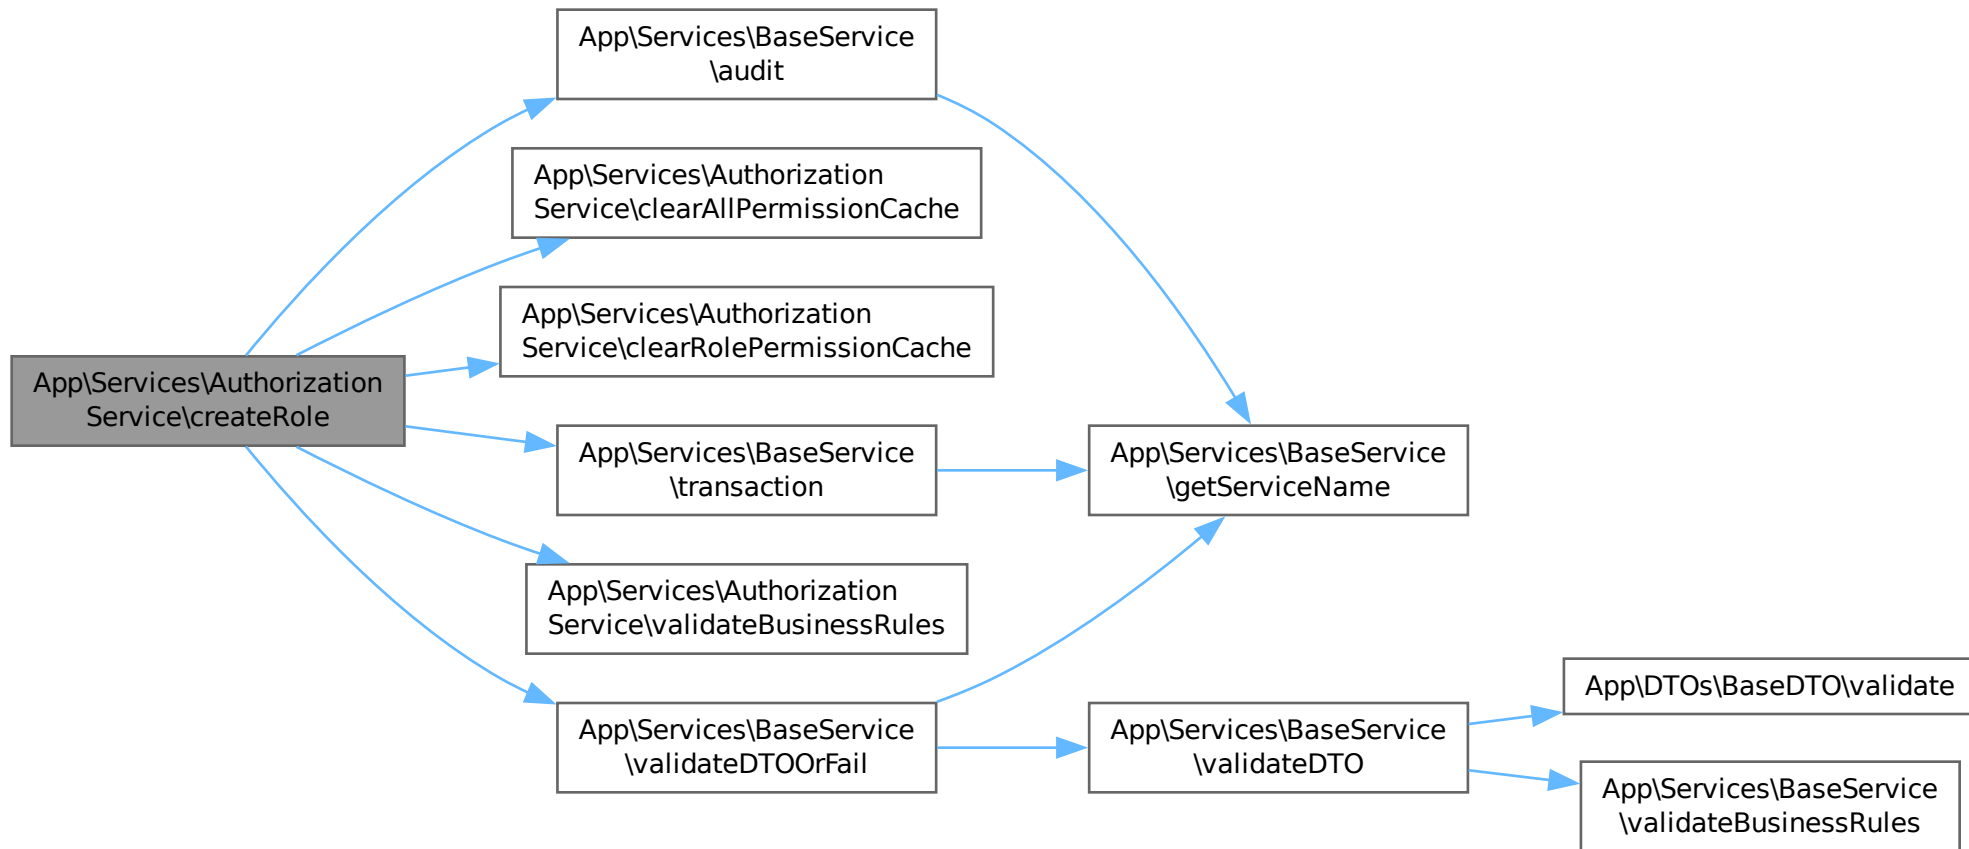 App\Services\BaseService
\audit
App\Services\Authorization
Service\clearAllPermissionCache
App\Services\Authorization
Service\clearRolePermissionCache
App\Services\Authorization
Service\createRole
App\Services\BaseService
\transaction
App\Services\BaseService
\getServiceName
App\Services\Authorization
Service\validateBusinessRules
App\Services\BaseService
\validateDTOOrFail
App\Services\BaseService
\validateDTO
App\DTOs\BaseDTO\validate
App\Services\BaseService
\validateBusinessRules